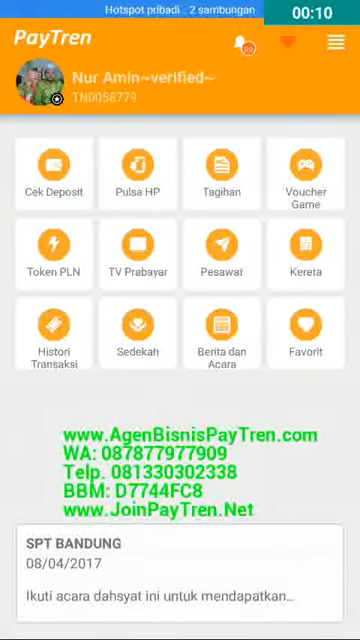 Hotspot pribadi : 2 sambungan
00:10
PayTren
Nur Amin~verified~
TN0058779
Cek Deposit
Pulsa HP
Tagihan
Voucher
Game
Token PLN
TV Prabayar
Pesawat
Kereta
Histori
Transaksi
Sedekah
Berita dan
Acara
Favorit
www.AgenBisnisPayTren.com
WA: 087877977909
Telp. 081330302338
BBM: D7744FC8
www.JoinPayTren.Net
SPT BANDUNG
08/04/2017
Ikuti acara dahsyat ini untuk mendapatkan...